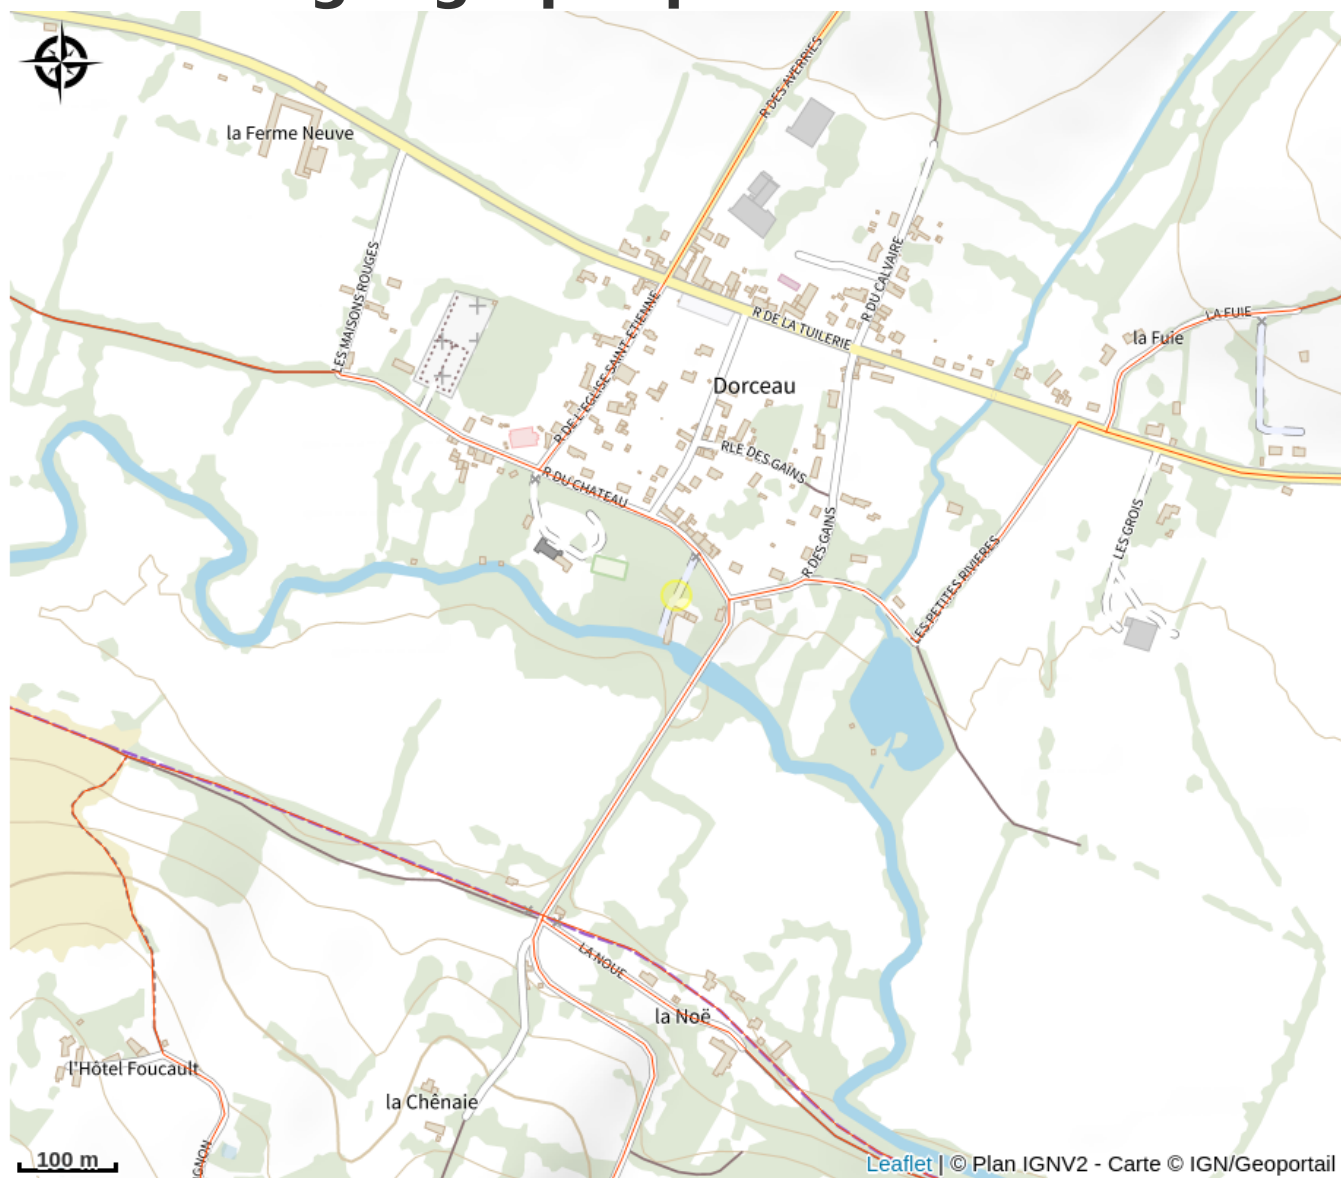 la Ferme Neuve
R DES AVERRIES
LES MAISONS ROUGES
R DU CALVAIRE
R DE L'EGLISE SAINT-ETIENNE
R DE LA TUILERIE
LA FUIE
la Fuie
Dorceau
RLE DES GAINS
R DU CHATEAU
R DES GAINS
LES PETITES RIVIERES
LES GROIS
LA NOUE
la Noë
l'Hôtel Foucault
la Chênaie
GNON
100 m
Leaflet | © Plan IGNV2 - Carte © IGN/Geoportail